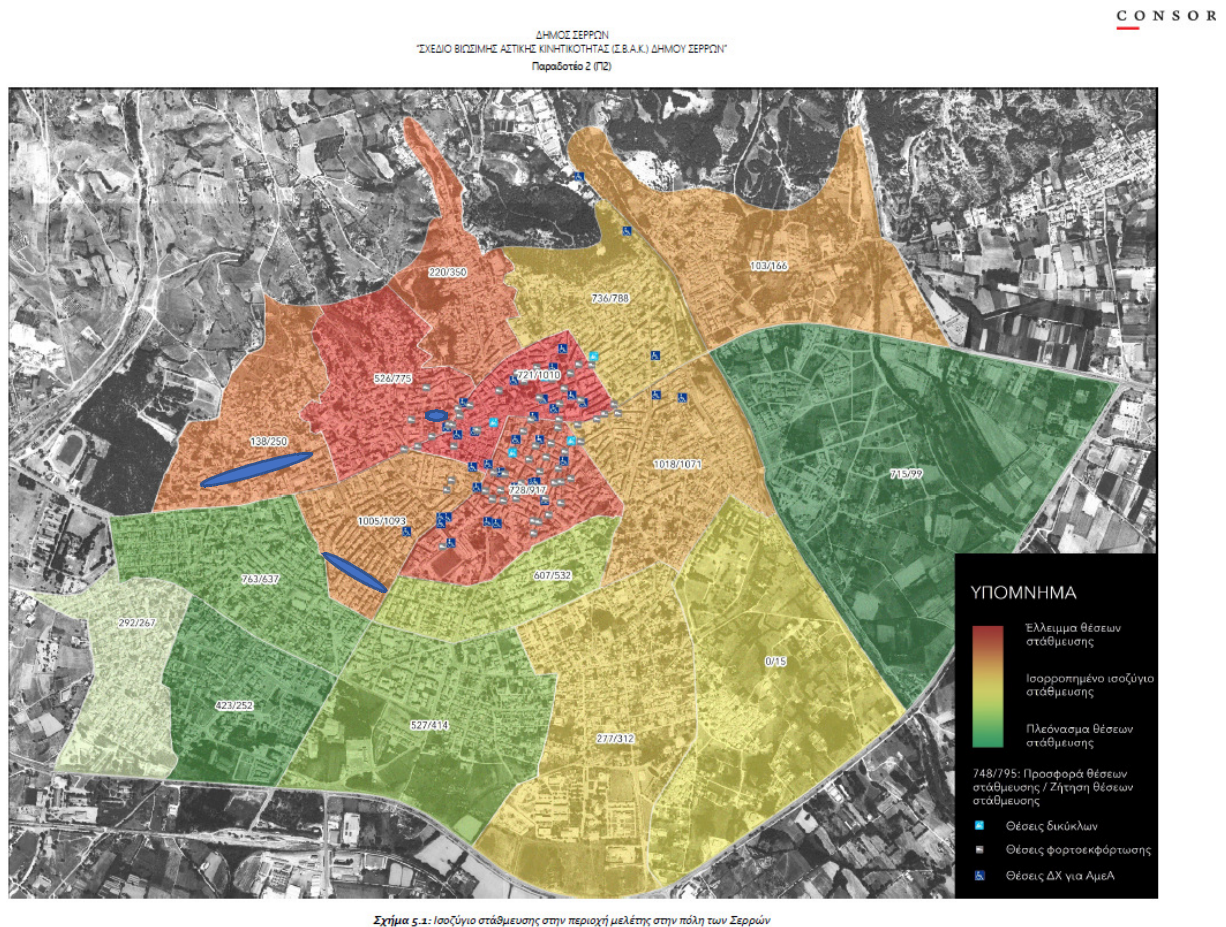 CONSOR
ΔΗΜΟΣ ΣΕΡΡΩΝ
"ΣΧΕΔΙΟ ΒΙΩΣΙΜΗΣ ΑΣΤΙΚΗΣ ΚΙΝΗΤΙΚΟΤΗΤΑΣ (Σ.Β.Α.Κ.) ΔΗΜΟΥ ΣΕΡΡΩΝ"
Παραδοτέο 2 (Π2)
220/350
103/166
736/788
526/775
721/1010
138/250
1018/1071
715/99
728/917
1005/1093
763/637
607/532
292/267
0/15
423/252
527/414
277/312
ΥΠΟΜΝΗΜΑ
Έλλειμμα θέσεων
στάθμευσης
Ισορροπημένο ισοζύγιο
στάθμευσης
Πλεόνασμα θέσεων
στάθμευσης
748/795: Προσφορά θέσεων
στάθμευσης / Ζήτηση θέσεων
στάθμευσης
Θέσεις δικύκλων
Θέσεις φορτοεκφόρτωσης
Θέσεις ΔΧ για ΑμεΑ
Σχήμα 5.1: Ισοζύγιο στάθμευσης στην περιοχή μελέτης στην πόλη των Σερρών